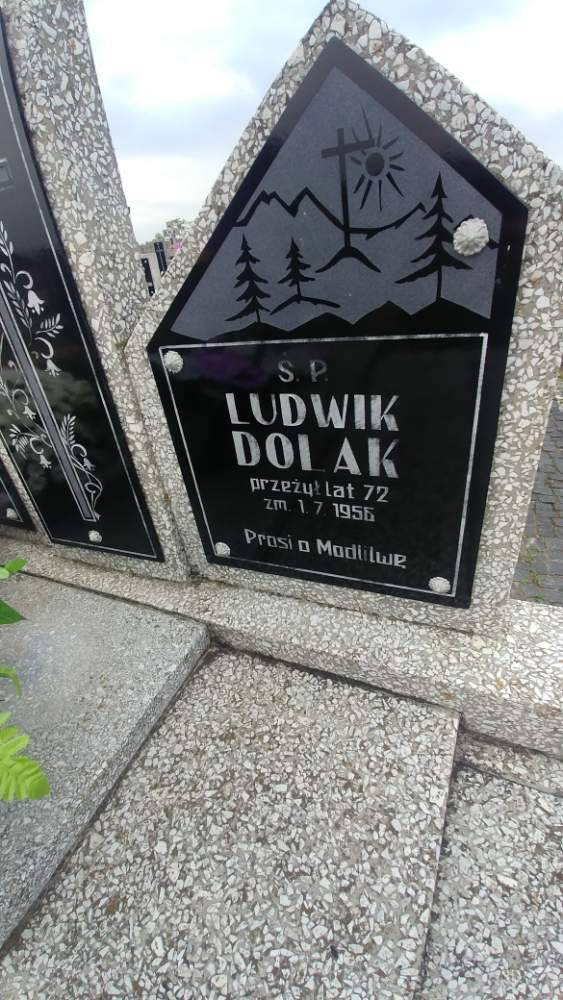 Ś. P.
LUDWIK
DOLAK
przeżył lat 72
zm. 1.7.1956
Prosi o Modlitwę